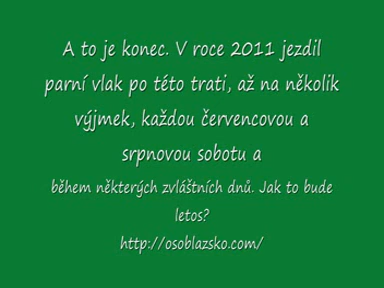 A to je konec. V roce 2011 jezdil
parní vlak po této trati, až na několik
výjmek, každou červencovou a
srpnovou sobotu a
během některých zvláštních dnů. Jak to bude
letos?
http://osoblazsko.com/